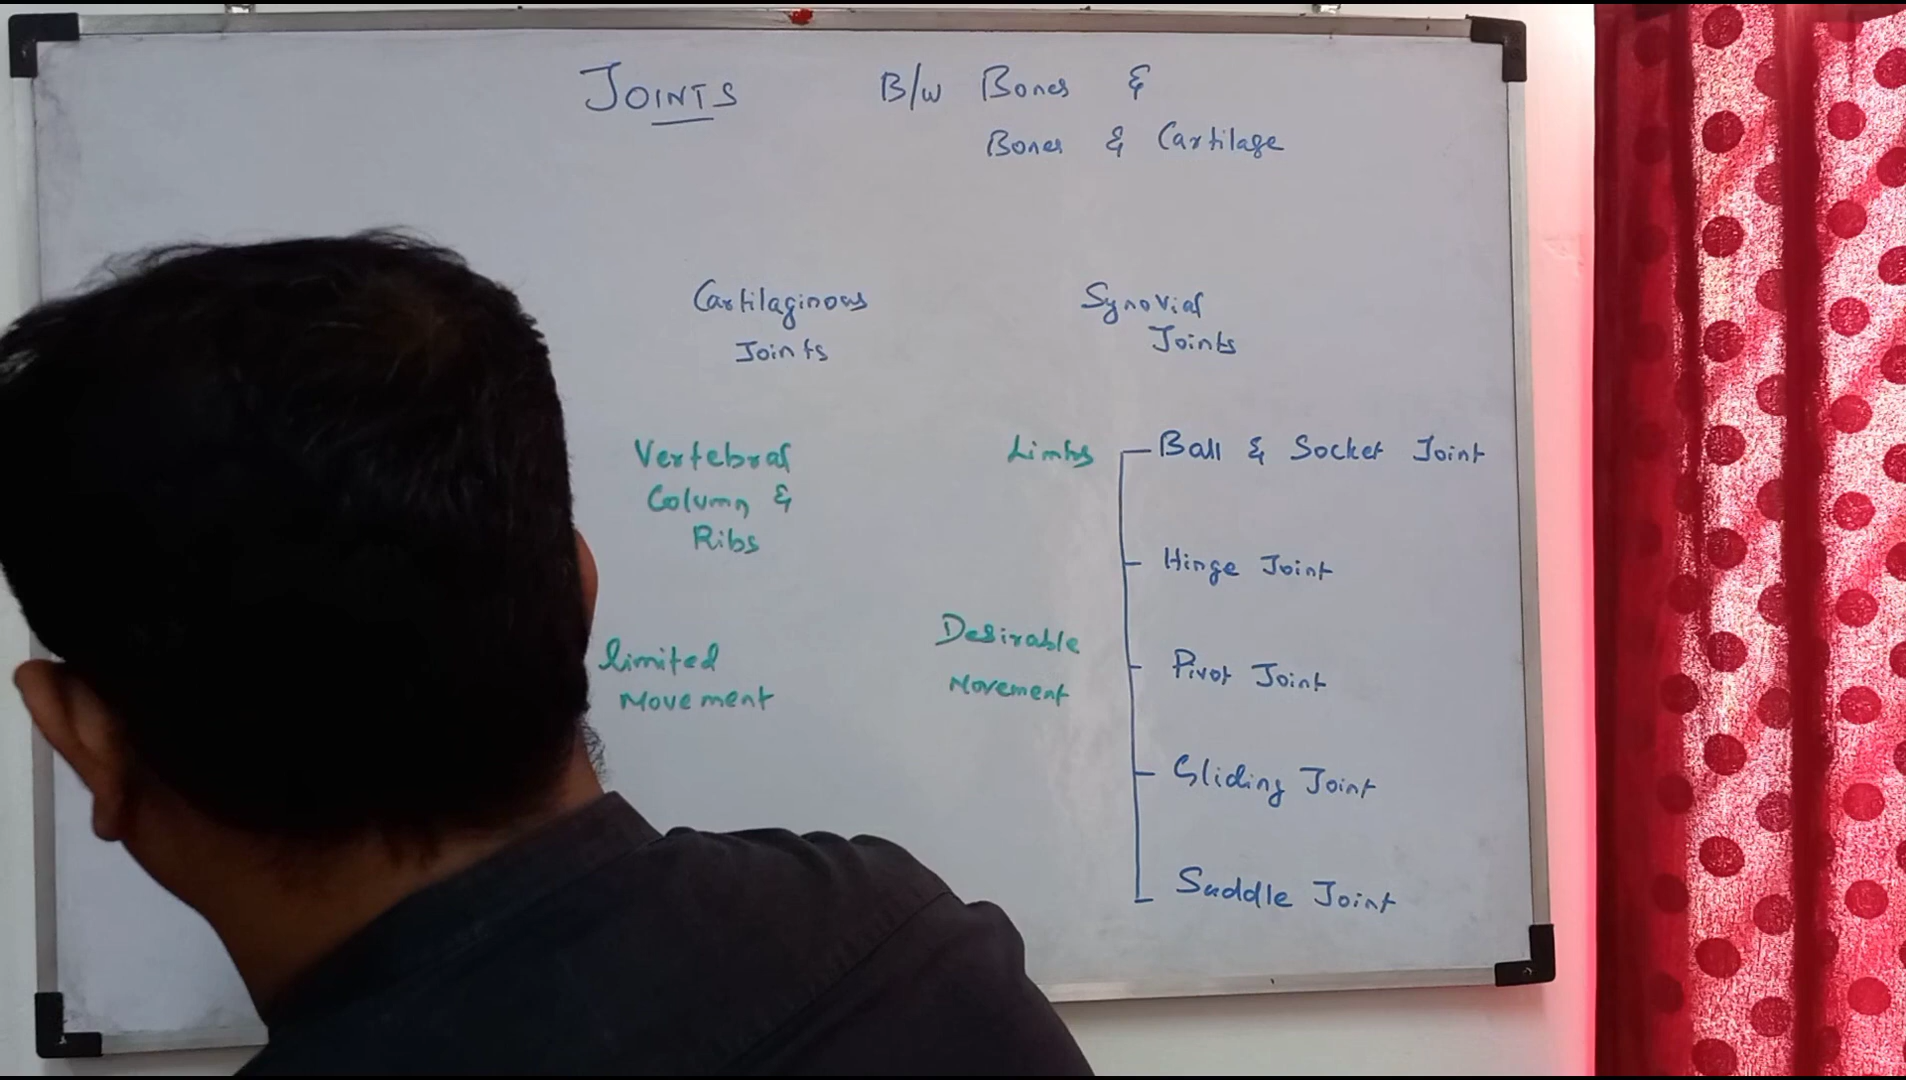 JOINTS B/w Bones &
Bones & Cartilage
Cartilaginous
Joints
Synovial
Joints
Vertebral
Column &
Ribs
limited
Movement
Limbs
Desirable
Movement
Ball & Socket Joint
Hinge Joint
Pivot Joint
Gliding Joint
Saddle Joint